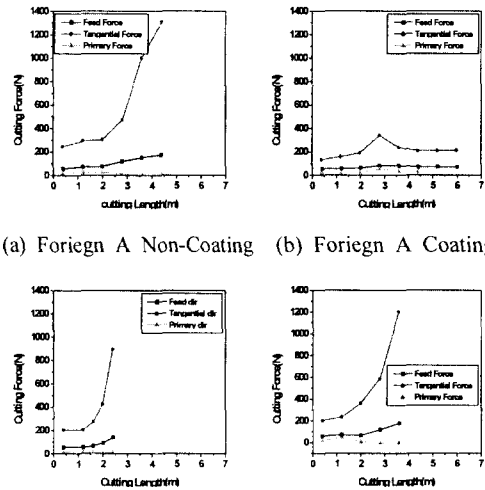 1400
1200
1000
800
600
400
200
0
Cutting Force(N)
Feed Force
Tangential Force
Primary Force
0 1 2 3 4 5 6 7
cutting Length(m)
1400
1200
1000
800
600
400
200
0
Cutting Force(N)
Feed Force
Tangential Force
Primary Force
0 1 2 3 4 5 6 7
Cutting Length(m)
(a) Foriegn A Non-Coating (b) Foriegn A Coating
1400
1200
1000
800
600
400
200
0
Cutting Force(N)
Feed dir
Tangential dir
Primary dir
0 1 2 3 4 5 6 7
Cutting Length(m)
1400
1200
1000
800
600
400
200
0
Cutting Force(N)
Feed Force
Tangential Force
Primary Force
0 1 2 3 4 5 6 7
Cutting Length(m)